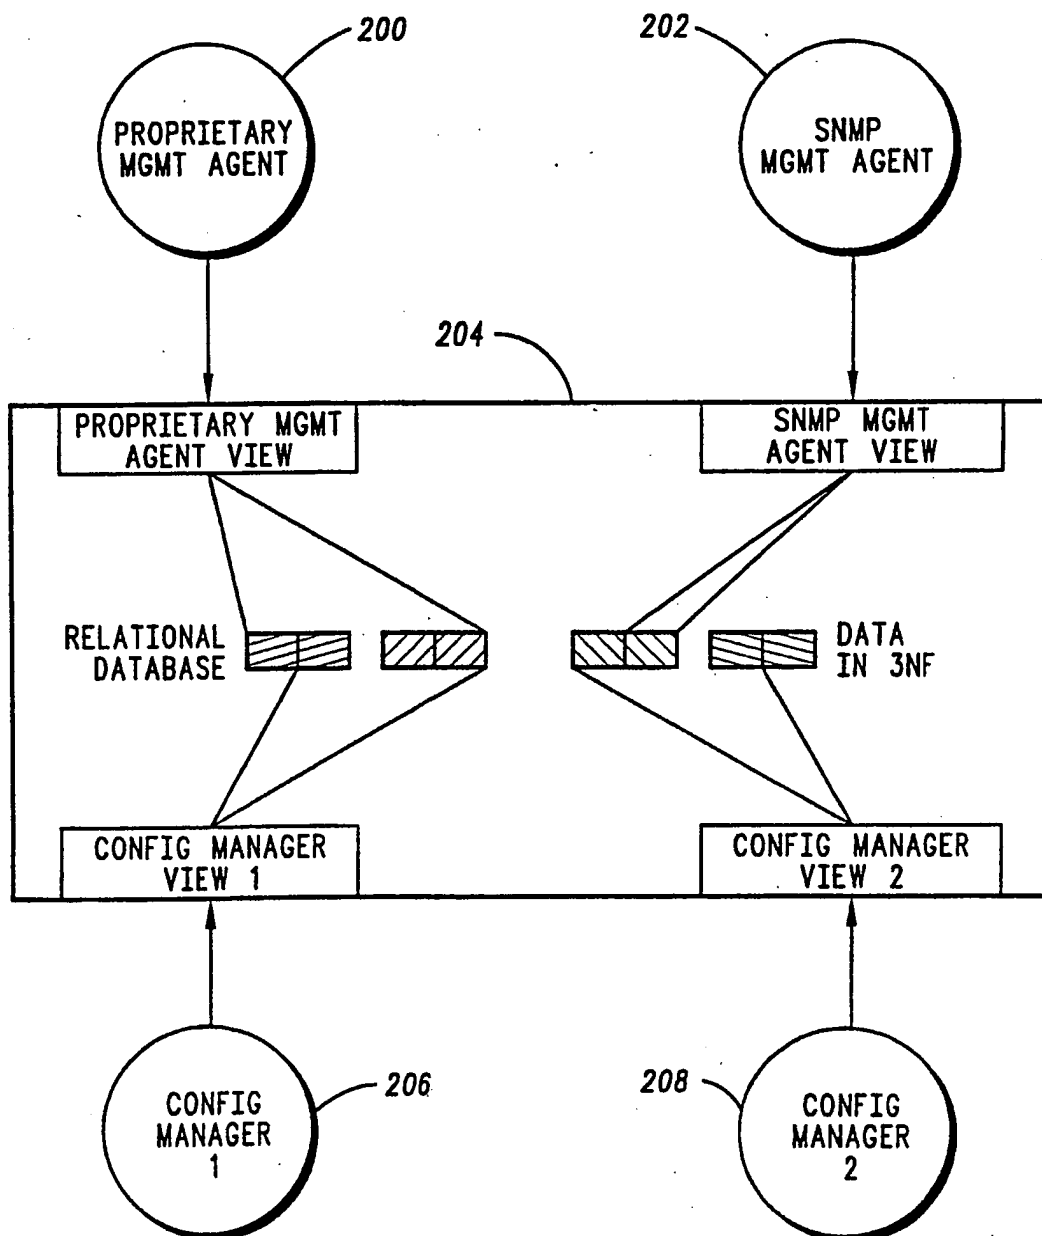 200
202
PROPRIETARY
MGMT AGENT
SNMP
MGMT AGENT
204
PROPRIETARY MGMT
AGENT VIEW
SNMP MGMT
AGENT VIEW
RELATIONAL
DATABASE
DATA
IN 3NF
CONFIG MANAGER
VIEW 1
CONFIG MANAGER
VIEW 2
206
208
CONFIG
MANAGER
1
CONFIG
MANAGER
2